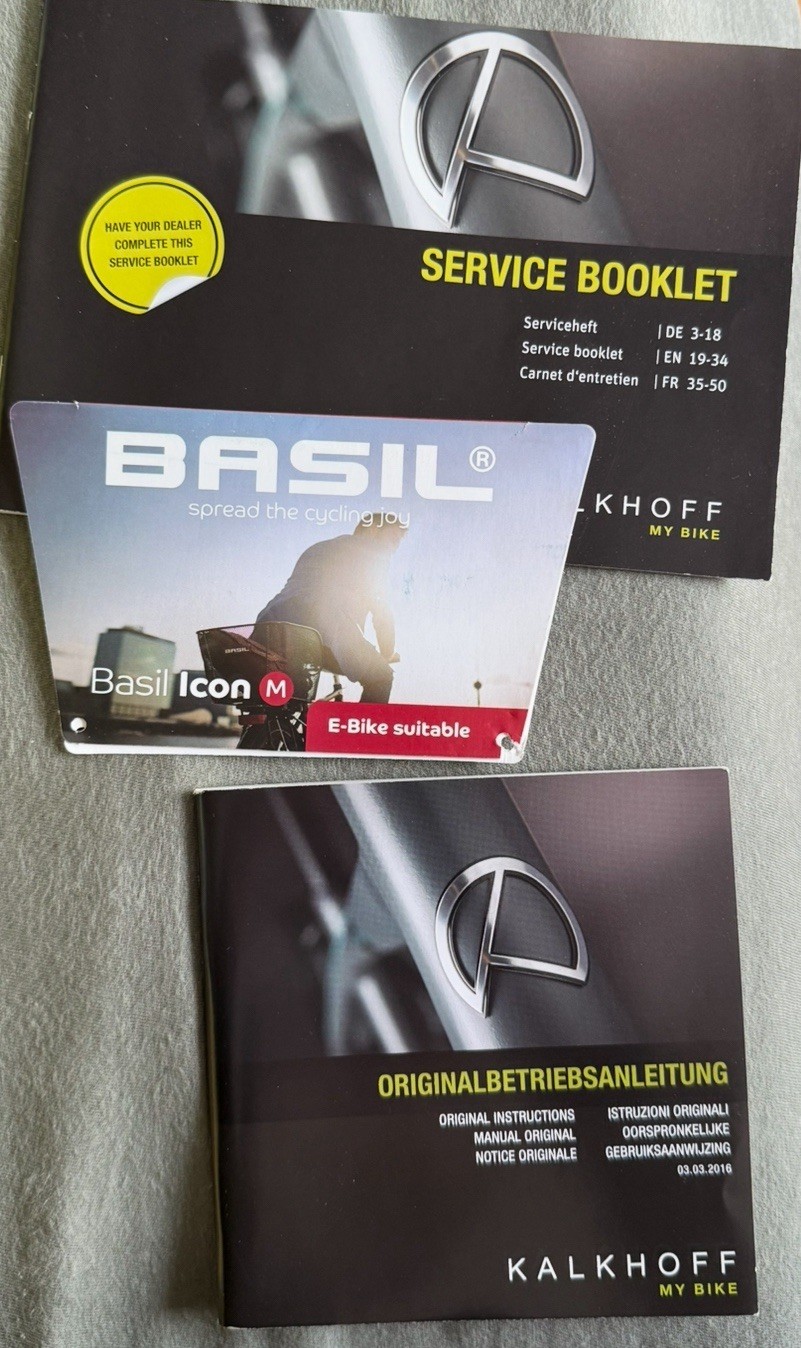 HAVE YOUR DEALER
COMPLETE THIS
SERVICE BOOKLET
SERVICE BOOKLET
Serviceheft | DE 3-18
Service booklet | EN 19-34
Carnet d'entretien | FR 35-50
LKHOFF
MY BIKE
BASIL®
spread the cycling joy
BASIL
Basil Icon M
E-Bike suitable
ORIGINALBETRIEBSANLEITUNG
ORIGINAL INSTRUCTIONS
MANUAL ORIGINAL
NOTICE ORIGINALE
ISTRUZIONI ORIGINALI
OORSPRONKELIJKE
GEBRUIKSAANWIJZING
03.03.2016
KALKHOFF
MY BIKE